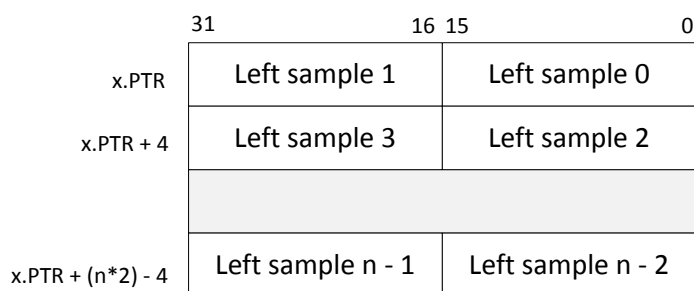 31 16 15 0
x.PTR Left sample 1 Left sample 0
x.PTR + 4 Left sample 3 Left sample 2
x.PTR + (n*2) - 4 Left sample n - 1 Left sample n - 2